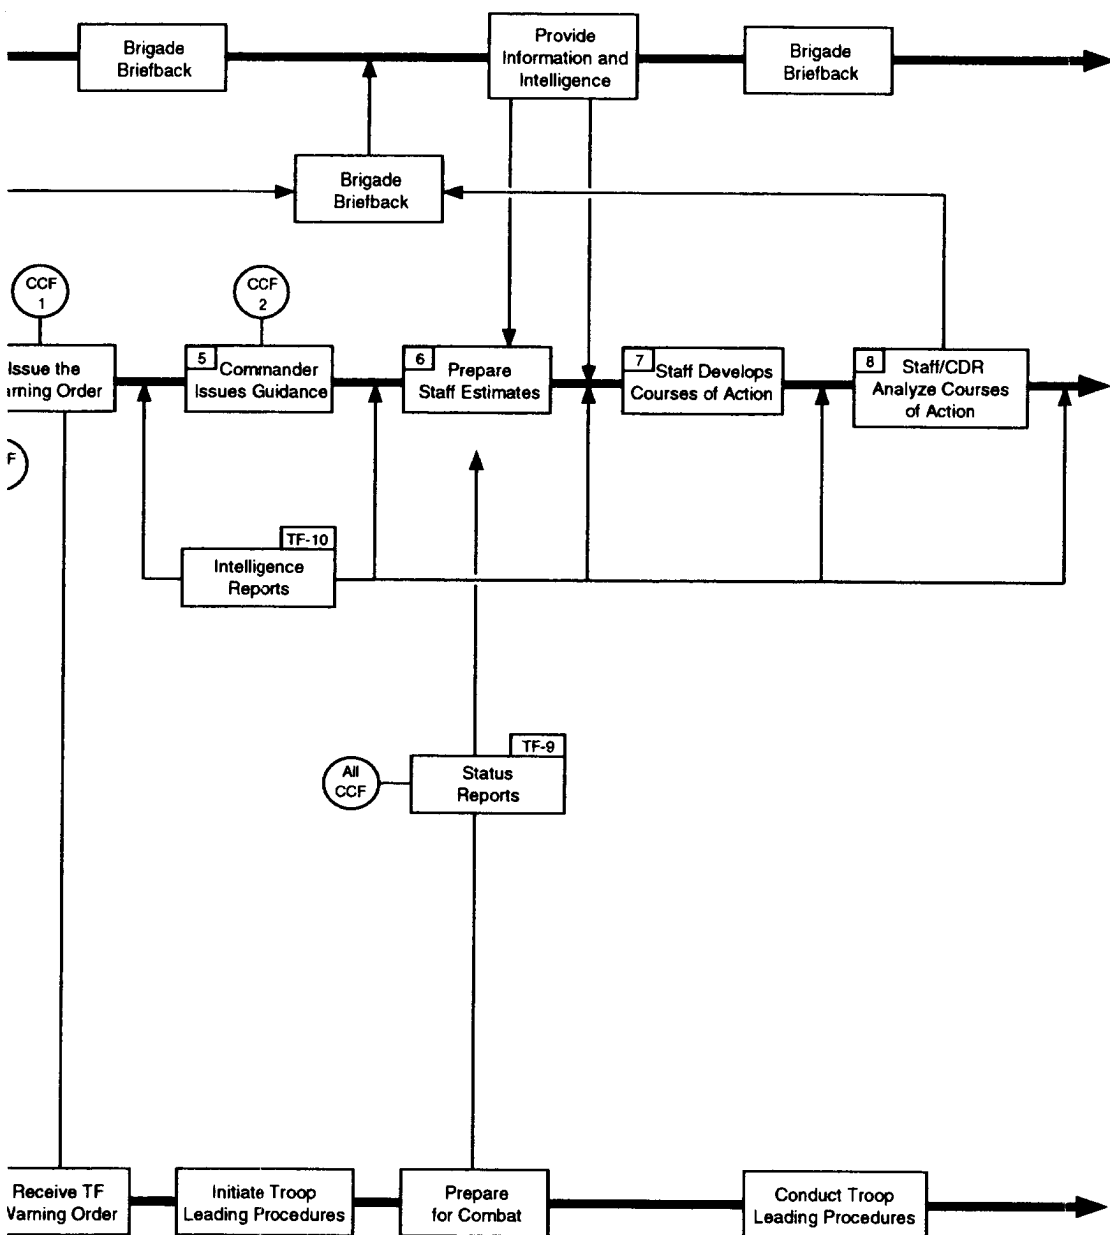 Brigade
Briefback
Provide
Information and
Intelligence
Brigade
Briefback
Brigade
Briefback
CCF
1
CCF
2
Issue the
arning Order
5
Commander
Issues Guidance
6
Prepare
Staff Estimates
7
Staff Develops
Courses of Action
8
Staff/CDR
Analyze Courses
of Action
F
TF-10
Intelligence
Reports
TF-9
All
CCF
Status
Reports
Receive TF
Warning Order
Initiate Troop
Leading Procedures
Prepare
for Combat
Conduct Troop
Leading Procedures